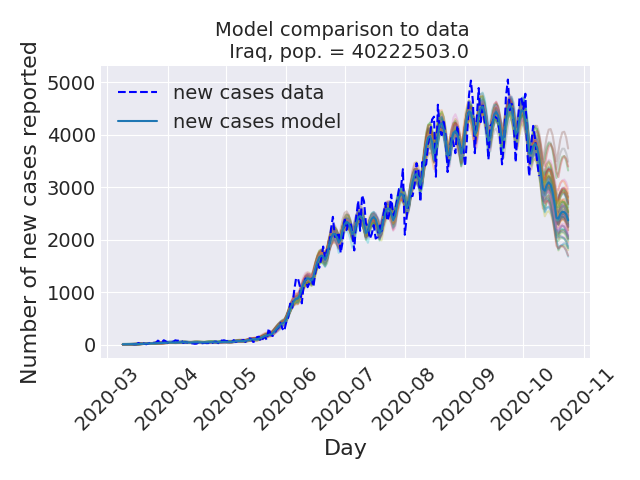 Model comparison to data
Iraq, pop. = 40222503.0
Number of new cases reported
5000
4000
3000
2000
1000
0
new cases data
new cases model
2020-03
2020-04
2020-05
2020-06
2020-07
2020-08
2020-09
2020-10
2020-11
Day